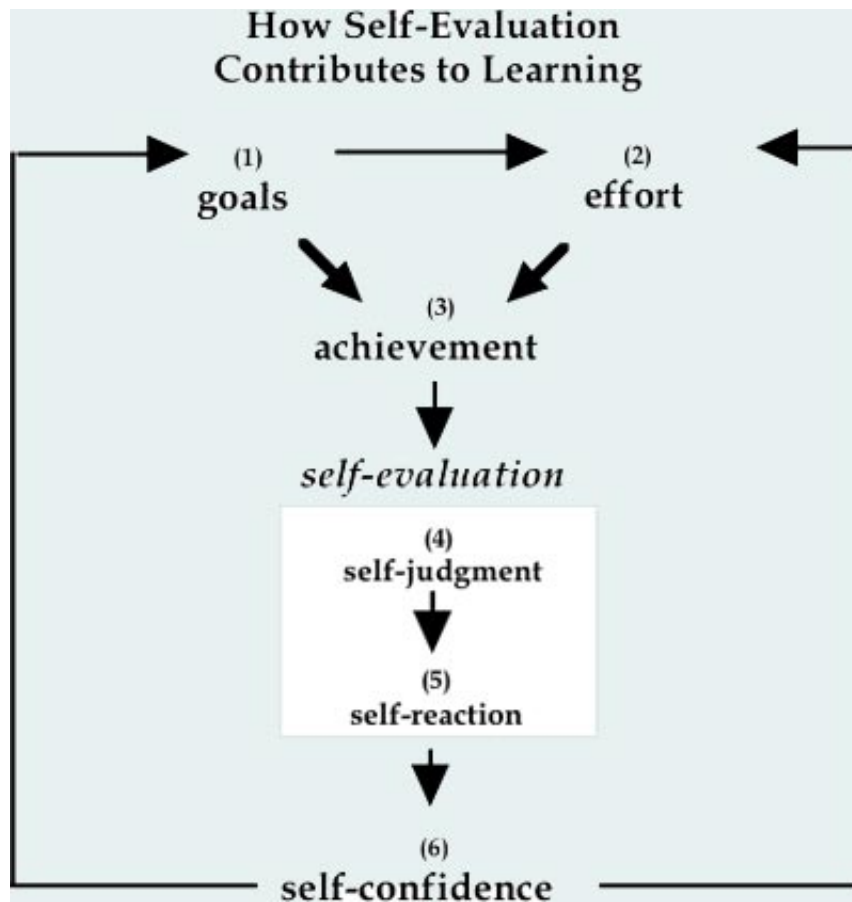 How Self-Evaluation
Contributes to Learning
(1)
goals
(2)
effort
(3)
achievement
self-evaluation
(4)
self-judgment
(5)
self-reaction
(6)
self-confidence